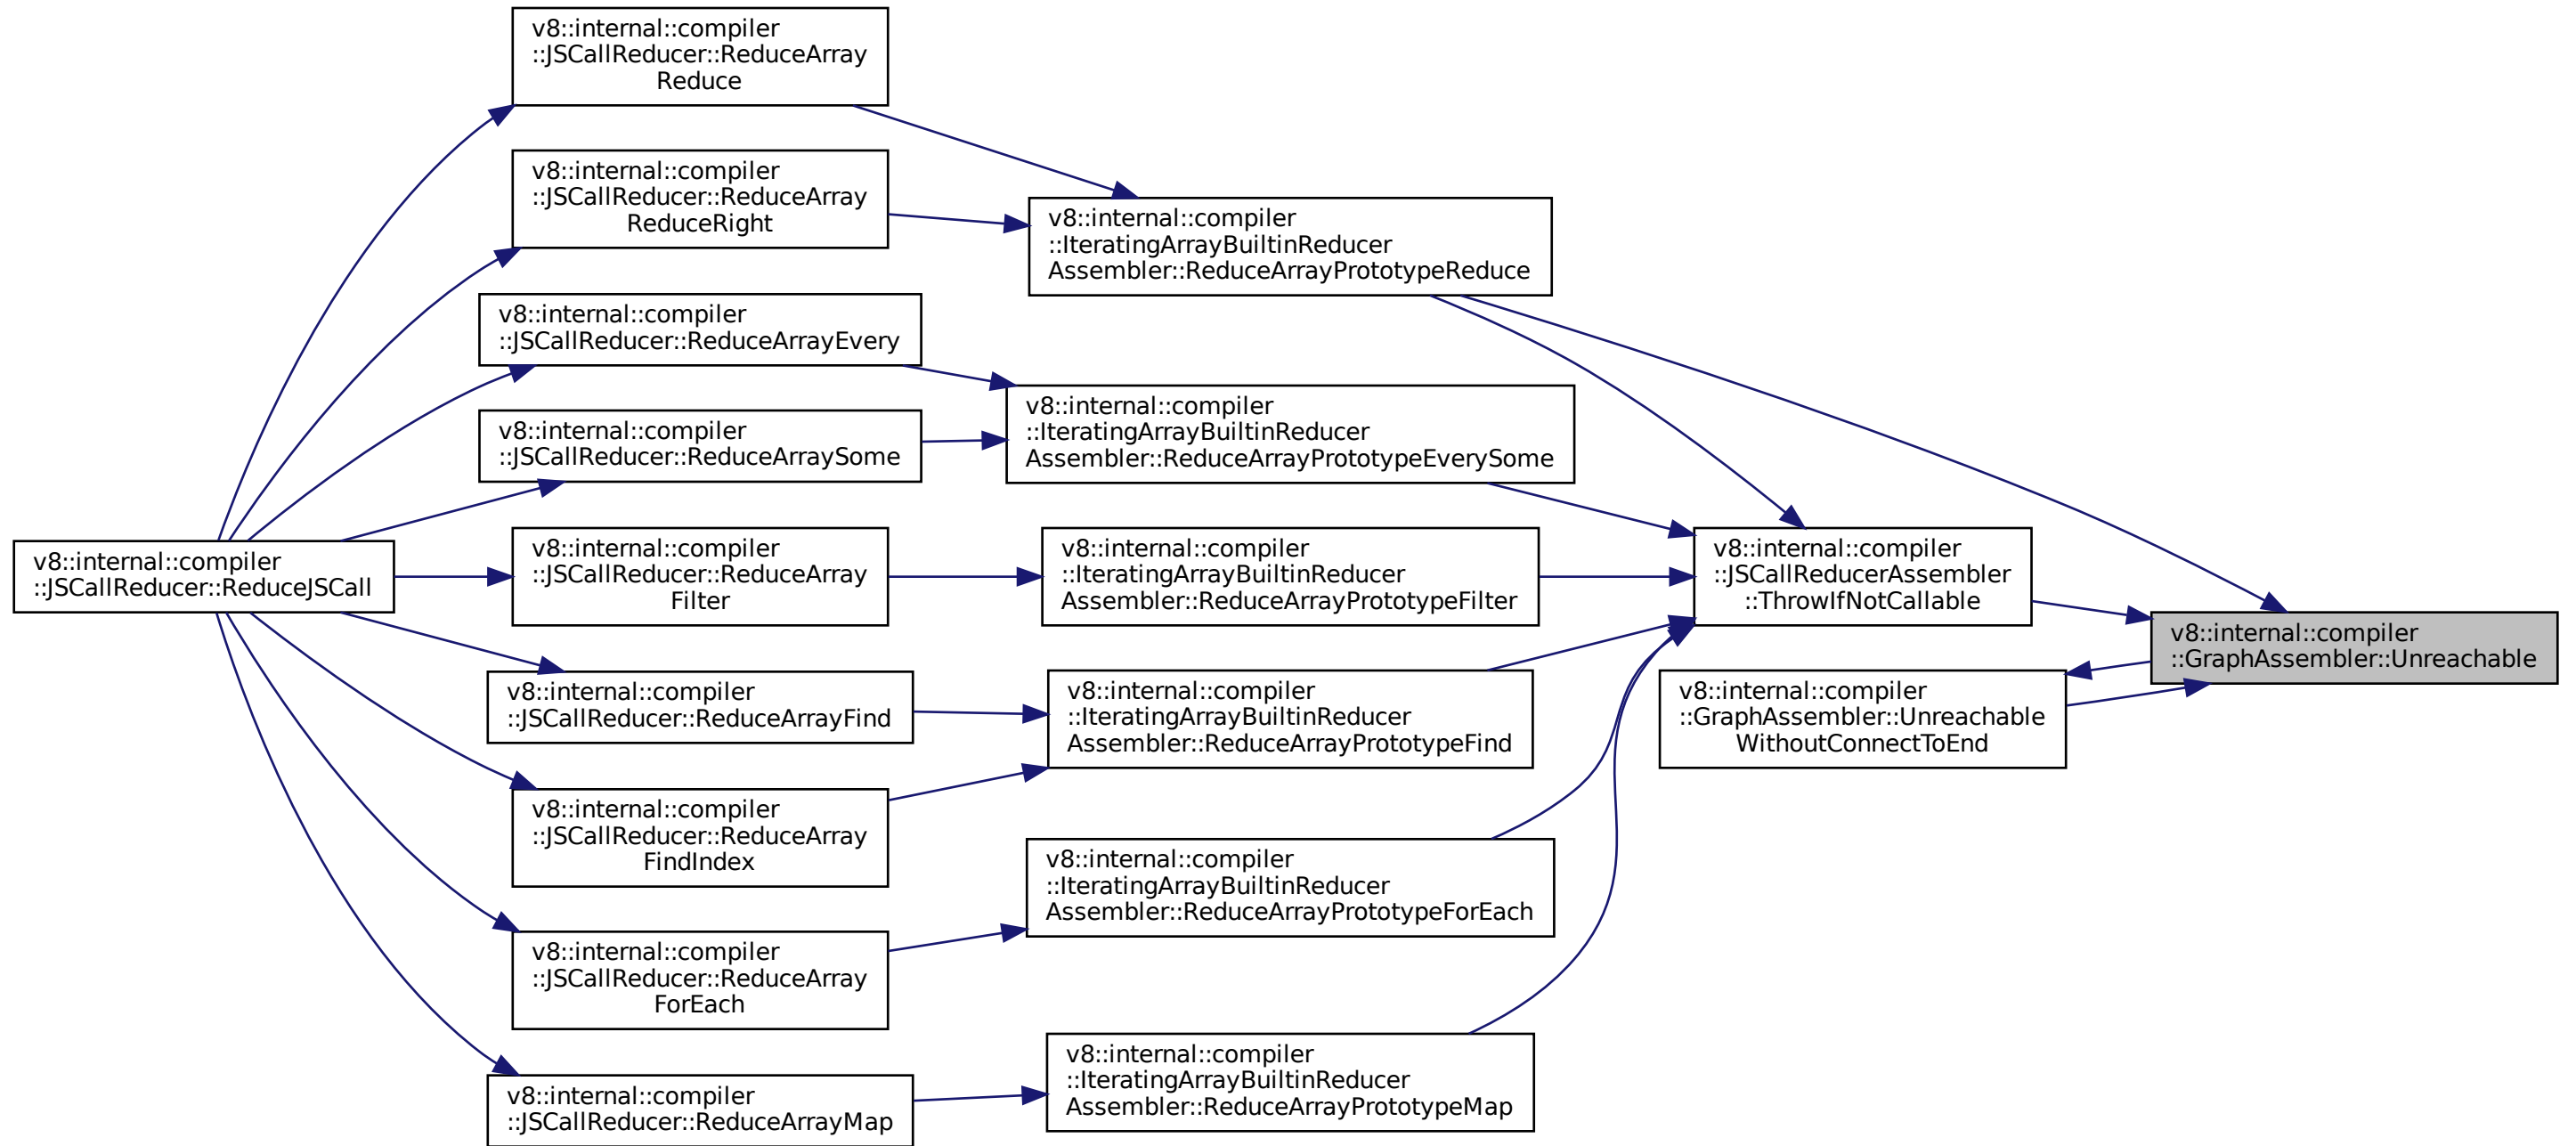 v8::internal::compiler
::JSCallReducer::ReduceArray
Reduce
v8::internal::compiler
::JSCallReducer::ReduceArray
ReduceRight
v8::internal::compiler
::IteratingArrayBuiltinReducer
Assembler::ReduceArrayPrototypeReduce
v8::internal::compiler
::JSCallReducer::ReduceArrayEvery
v8::internal::compiler
::IteratingArrayBuiltinReducer
Assembler::ReduceArrayPrototypeEverySome
v8::internal::compiler
::JSCallReducer::ReduceArraySome
v8::internal::compiler
::JSCallReducer::ReduceJSCall
v8::internal::compiler
::JSCallReducer::ReduceArray
Filter
v8::internal::compiler
::IteratingArrayBuiltinReducer
Assembler::ReduceArrayPrototypeFilter
v8::internal::compiler
::JSCallReducerAssembler
::ThrowIfNotCallable
v8::internal::compiler
::GraphAssembler::Unreachable
v8::internal::compiler
::JSCallReducer::ReduceArrayFind
v8::internal::compiler
::IteratingArrayBuiltinReducer
Assembler::ReduceArrayPrototypeFind
v8::internal::compiler
::GraphAssembler::Unreachable
WithoutConnectToEnd
v8::internal::compiler
::JSCallReducer::ReduceArray
FindIndex
v8::internal::compiler
::IteratingArrayBuiltinReducer
Assembler::ReduceArrayPrototypeForEach
v8::internal::compiler
::JSCallReducer::ReduceArray
ForEach
v8::internal::compiler
::IteratingArrayBuiltinReducer
Assembler::ReduceArrayPrototypeMap
v8::internal::compiler
::JSCallReducer::ReduceArrayMap